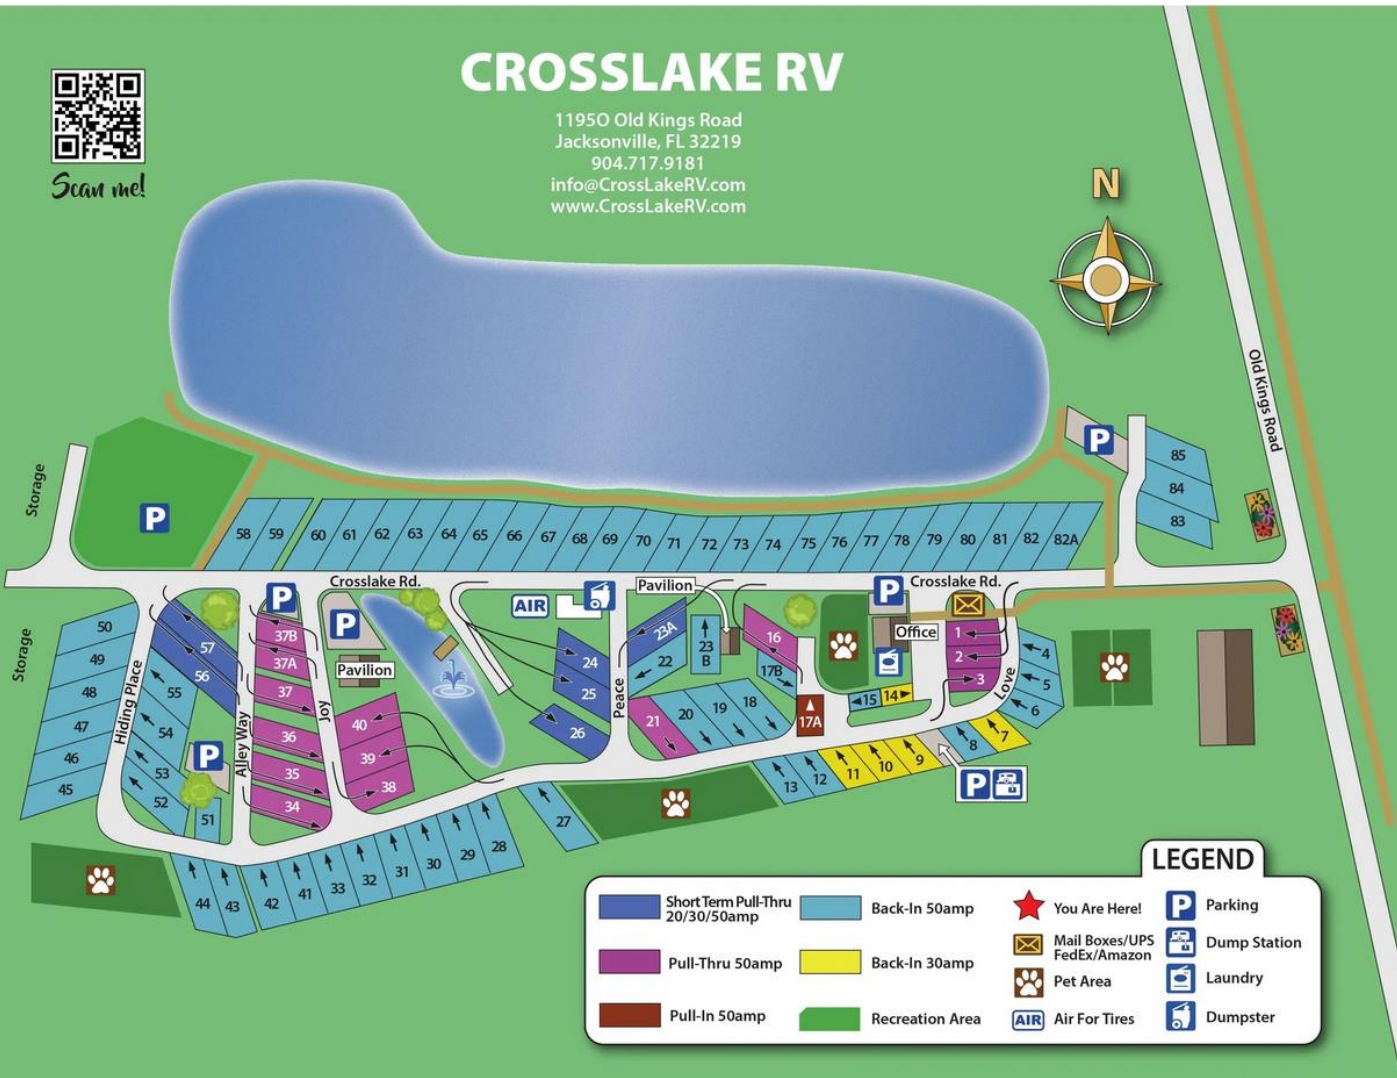 CROSSLAKE RV
11950 Old Kings Road
Jacksonville, FL 32219
904.717.9181
info@CrossLakeRV.com
www.CrossLakeRV.com
Scan me!
N
Old Kings Road
Storage
P
P
85
84
83
58
59
60
61
62
63
64
65
66
67
68
69
70
71
72
73
74
75
76
77
78
79
80
81
82
82A
Crosslake Rd.
Pavilion
Crosslake Rd.
P
P
P
AIR
Storage
50
49
48
47
46
45
Hiding Place
57
56
55
54
53
52
51
P
Alley Way
37B
37A
37
36
35
34
Joy
Pavilion
40
39
38
24
25
26
Peace
23A
22
23
B
21
20
19
18
16
17B
17A
15
14
Office
1
2
3
Love
4
5
6
7
8
9
10
11
12
13
P
27
28
29
30
31
32
33
41
42
43
44
LEGEND
Short Term Pull-Thru
20/30/50amp
Pull-Thru 50amp
Pull-In 50amp
Back-In 50amp
Back-In 30amp
Recreation Area
You Are Here!
Mail Boxes/UPS
FedEx/Amazon
Pet Area
AIR Air For Tires
P Parking
Dump Station
Laundry
Dumpster